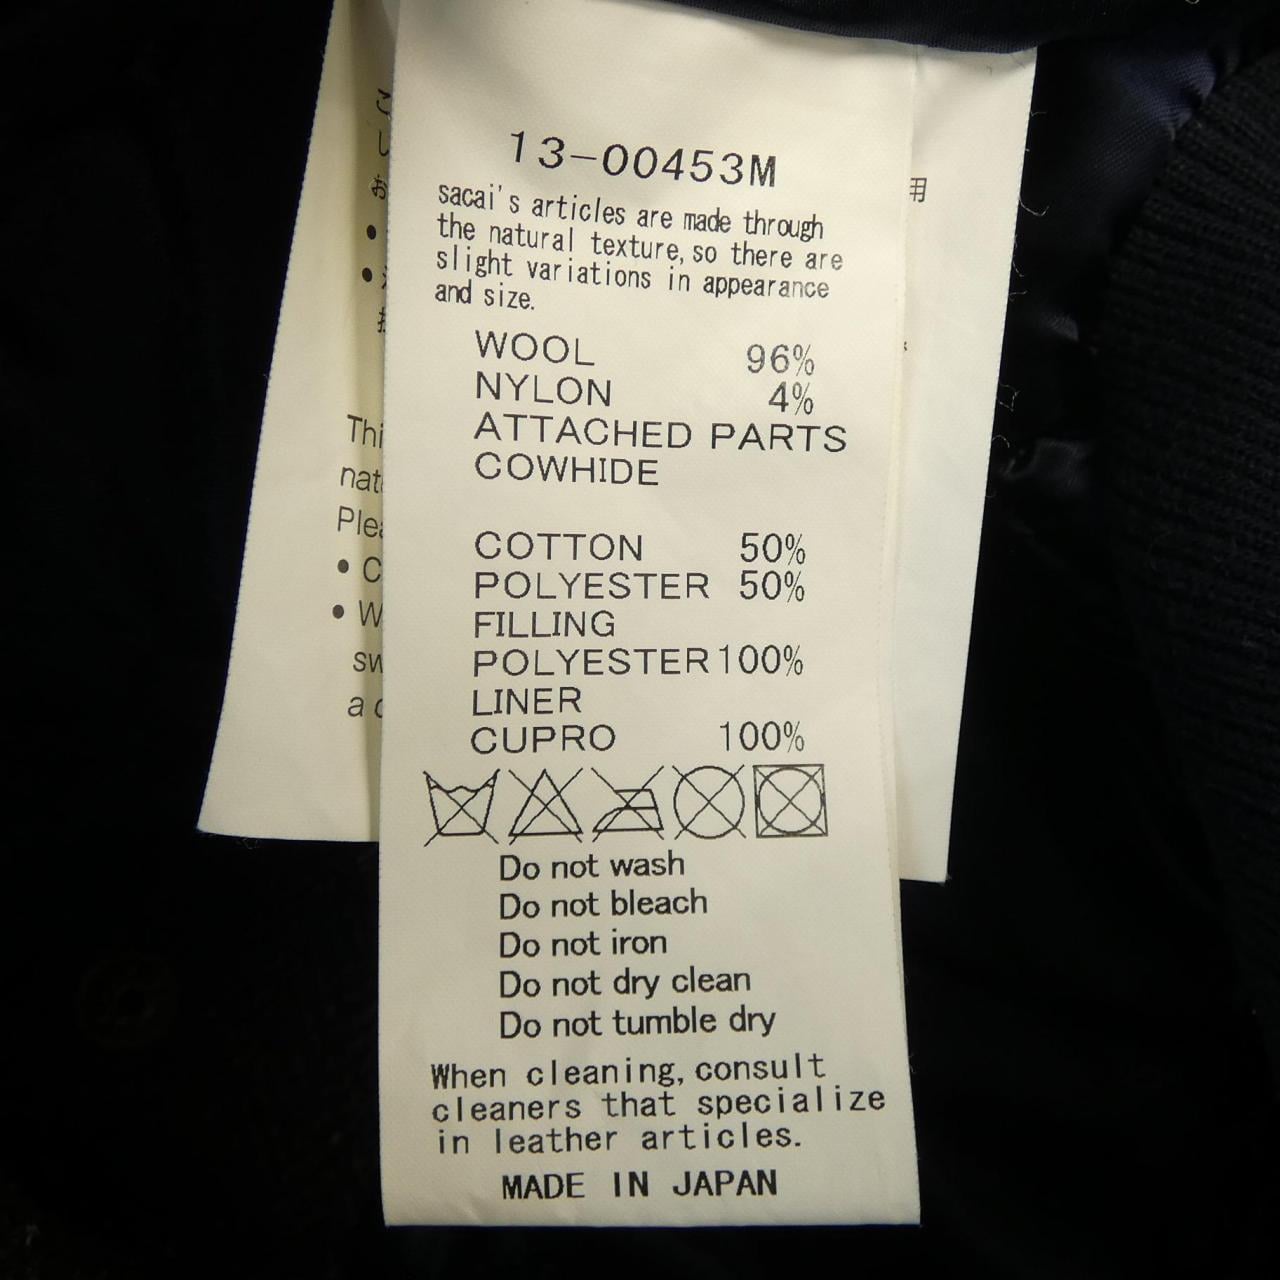 13-00453M
sacai's articles are made through
the natural texture, so there are
slight variations in appearance
and size.
WOOL 96%
NYLON 4%
ATTACHED PARTS
COWHIDE
COTTON 50%
POLYESTER 50%
FILLING
POLYESTER 100%
LINER
CUPRO 100%
Do not wash
Do not bleach
Do not iron
Do not dry clean
Do not tumble dry
When cleaning, consult
cleaners that specialize
in leather articles.
MADE IN JAPAN
用